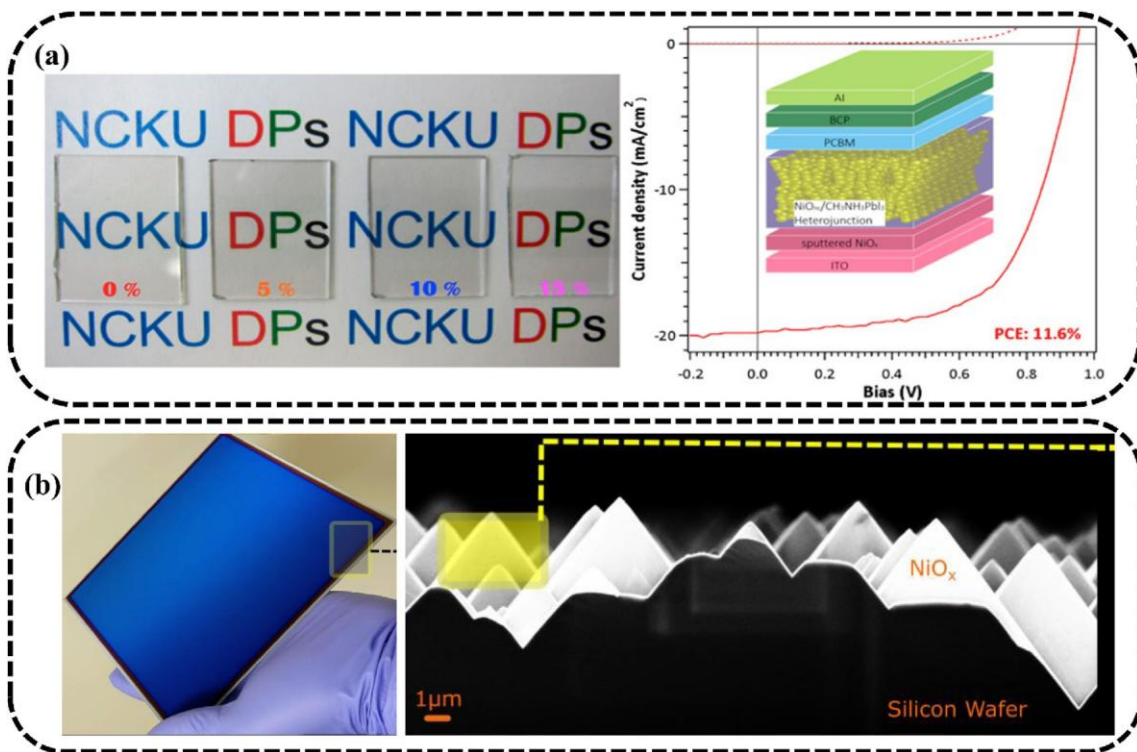 (a)
NCKU DPs NCKU DPs
NCKU DPs NCKU DPs
0 % 5 % 10 % 15 %
NCKU DPs NCKU DPs
Current density (mA/cm²)
0
-10
-20
Al
BCP
PCBM
NiOₙₓ/CH₃NH₃PbI₃
Heterojunction
sputtered NiOₓ
ITO
PCE: 11.6%
-0.2 0.0 0.2 0.4 0.6 0.8 1.0
Bias (V)
(b)
NiOₓ
1μm
Silicon Wafer